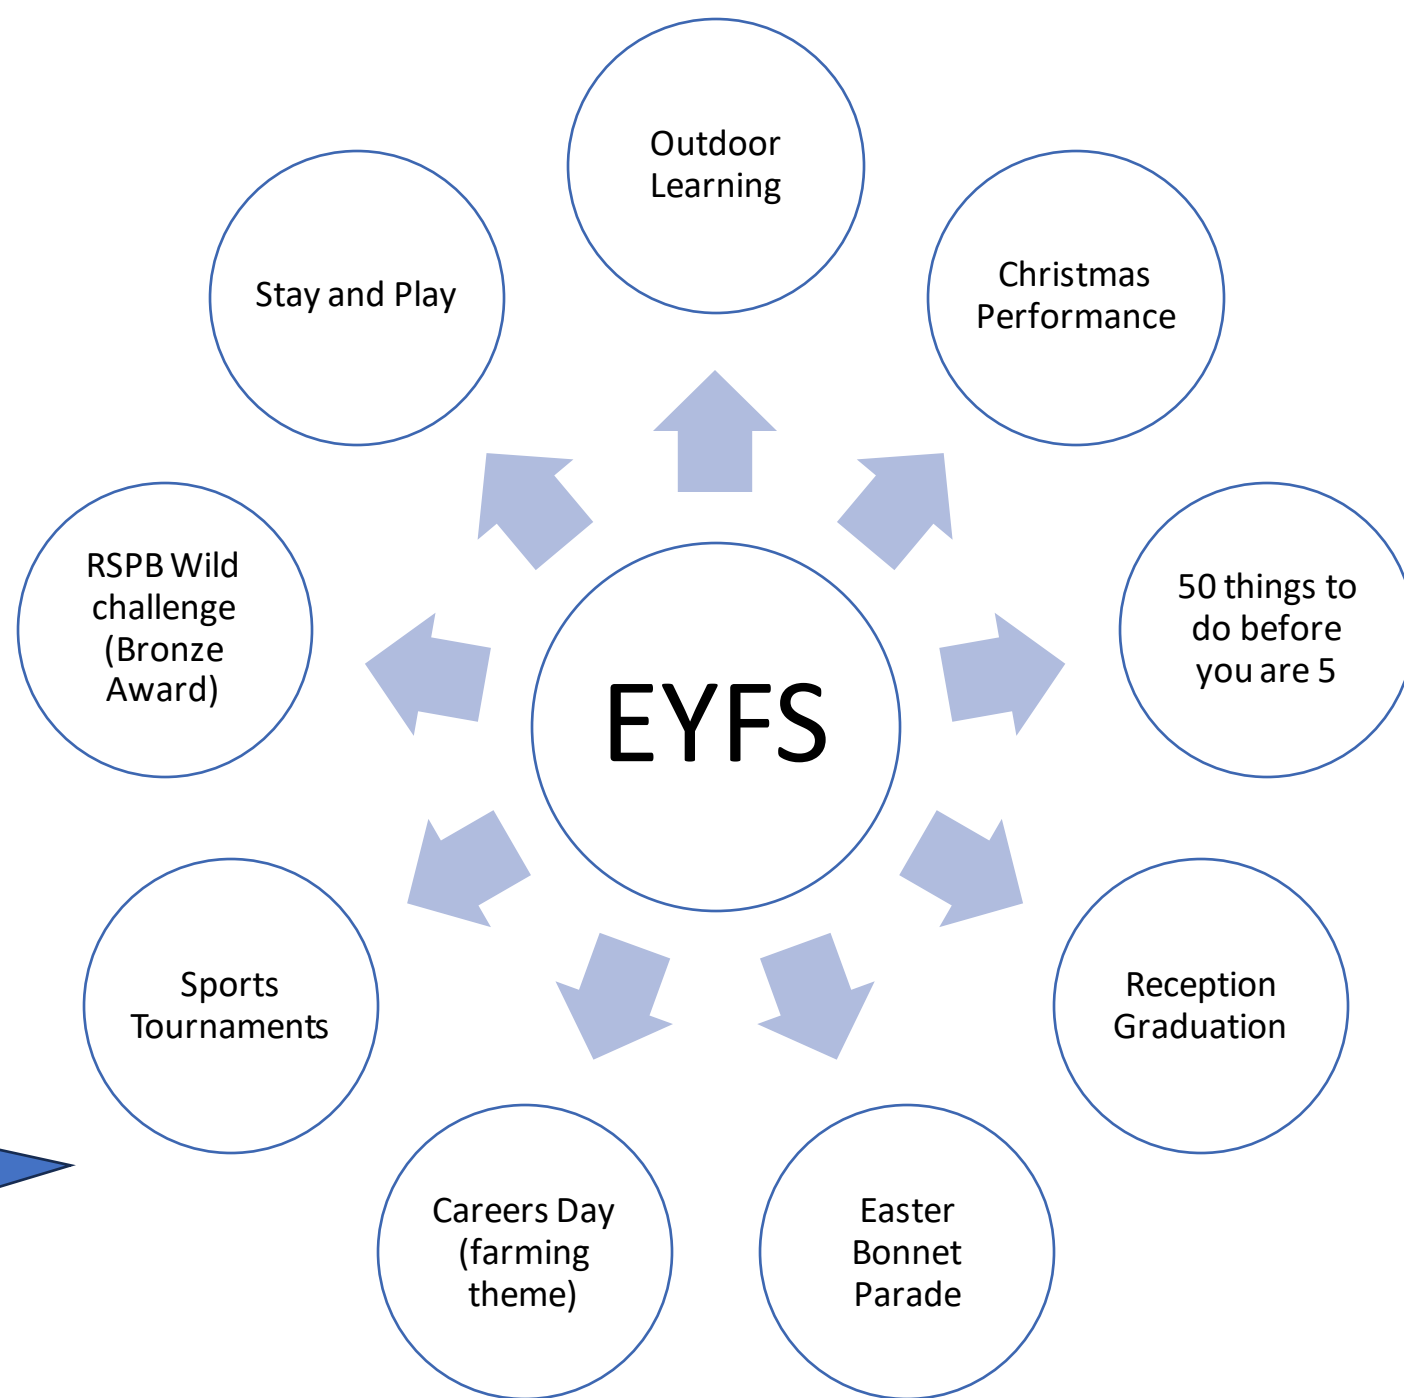 Outdoor
Learning
Christmas
Performance
50 things to
do before
you are 5
Reception
Graduation
Easter
Bonnet
Parade
Careers Day
(farming
theme)
Sports
Tournaments
RSPB Wild
challenge
(Bronze
Award)
Stay and Play
EYFS